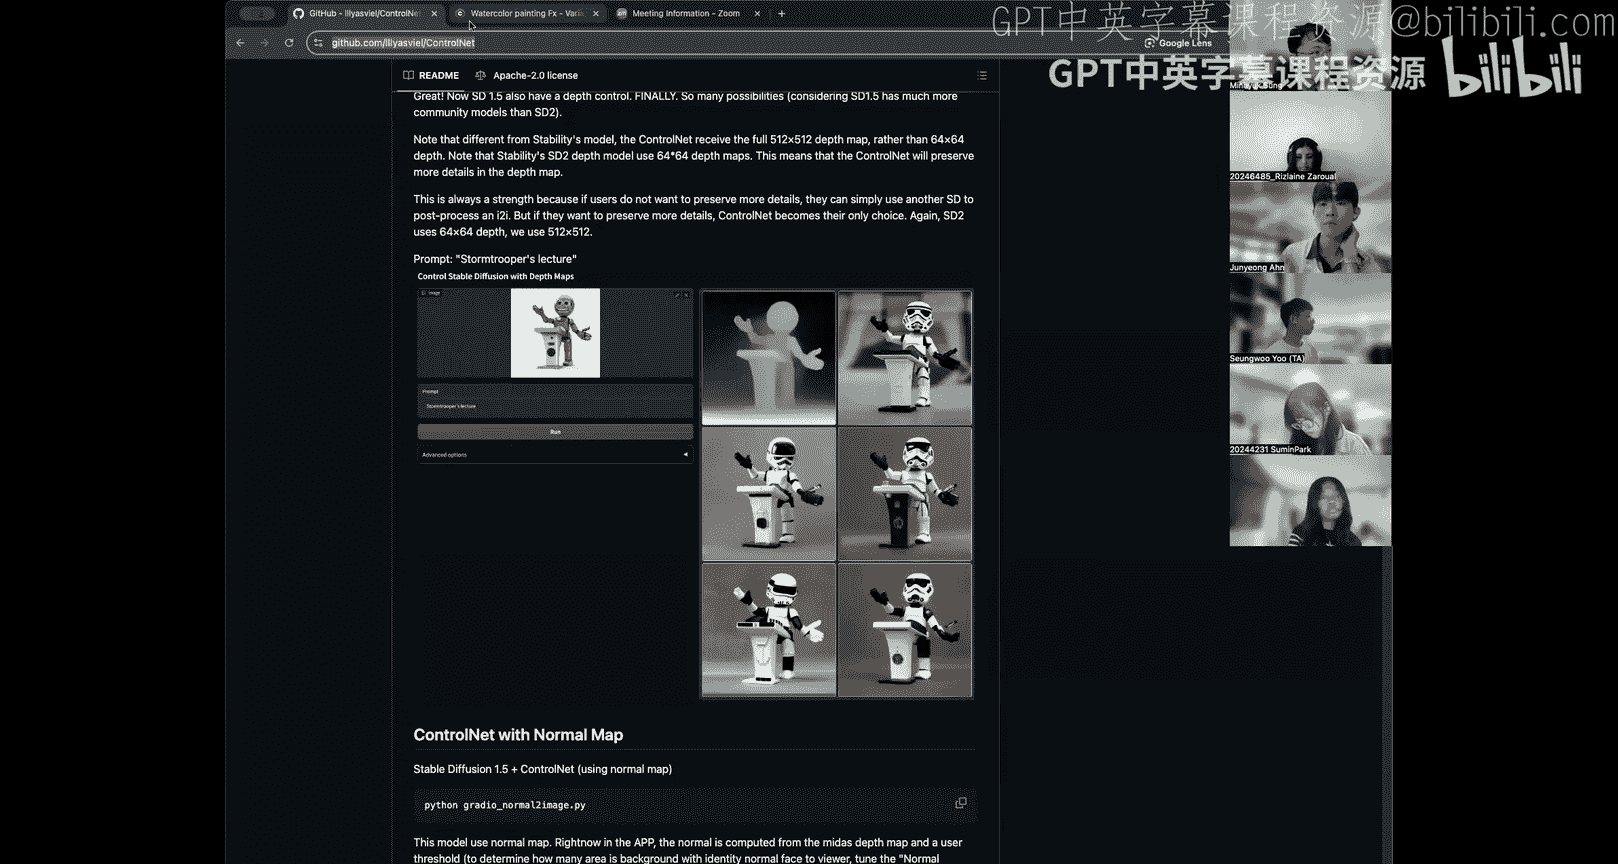 GitHub - lllyasviel/ControlNet
Watercolor painting Fx - Vario
Meeting Information - Zoom
GPT中英字幕课程资源@bilibili.com
github.com/lllyasviel/ControlNet
Google Lens
GPT中英字幕课程资源 bilibili
README
Apache-2.0 license
Great! Now SD 1.5 also have a depth control. FINALLY. So many possibilities (considering SD1.5 has much more
community models than SD2).
Note that different from Stability's model, the ControlNet receive the full 512×512 depth map, rather than 64×64
depth. Note that Stability's SD2 depth model use 64*64 depth maps. This means that the ControlNet will preserve
more details in the depth map.
This is always a strength because if users do not want to preserve more details, they can simply use another SD to
post-process an i2i. But if they want to preserve more details, ControlNet becomes their only choice. Again, SD2
uses 64×64 depth, we use 512×512.
Prompt: "Stormtrooper's lecture"
Control Stable Diffusion with Depth Maps
Image
Prompt
Stormtrooper's lecture
Run
Advanced options
ControlNet with Normal Map
Stable Diffusion 1.5 + ControlNet (using normal map)
python gradio_normal2image.py
This model use normal map. Rightnow in the APP, the normal is computed from the midas depth map and a user
threshold (to determine how many area is background with identity normal face to viewer, tune the "Normal
20246485_Rizlaine Zaroual
Junyeong Ahn
Seungwoo Yoo (TA)
20244231 SuminPark